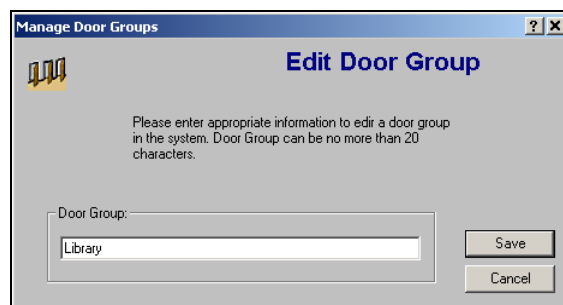 Manage Door Groups
Edit Door Group
Please enter appropriate information to edir a door group
in the system. Door Group can be no more than 20
characters.
Door Group:
Library
Save
Cancel